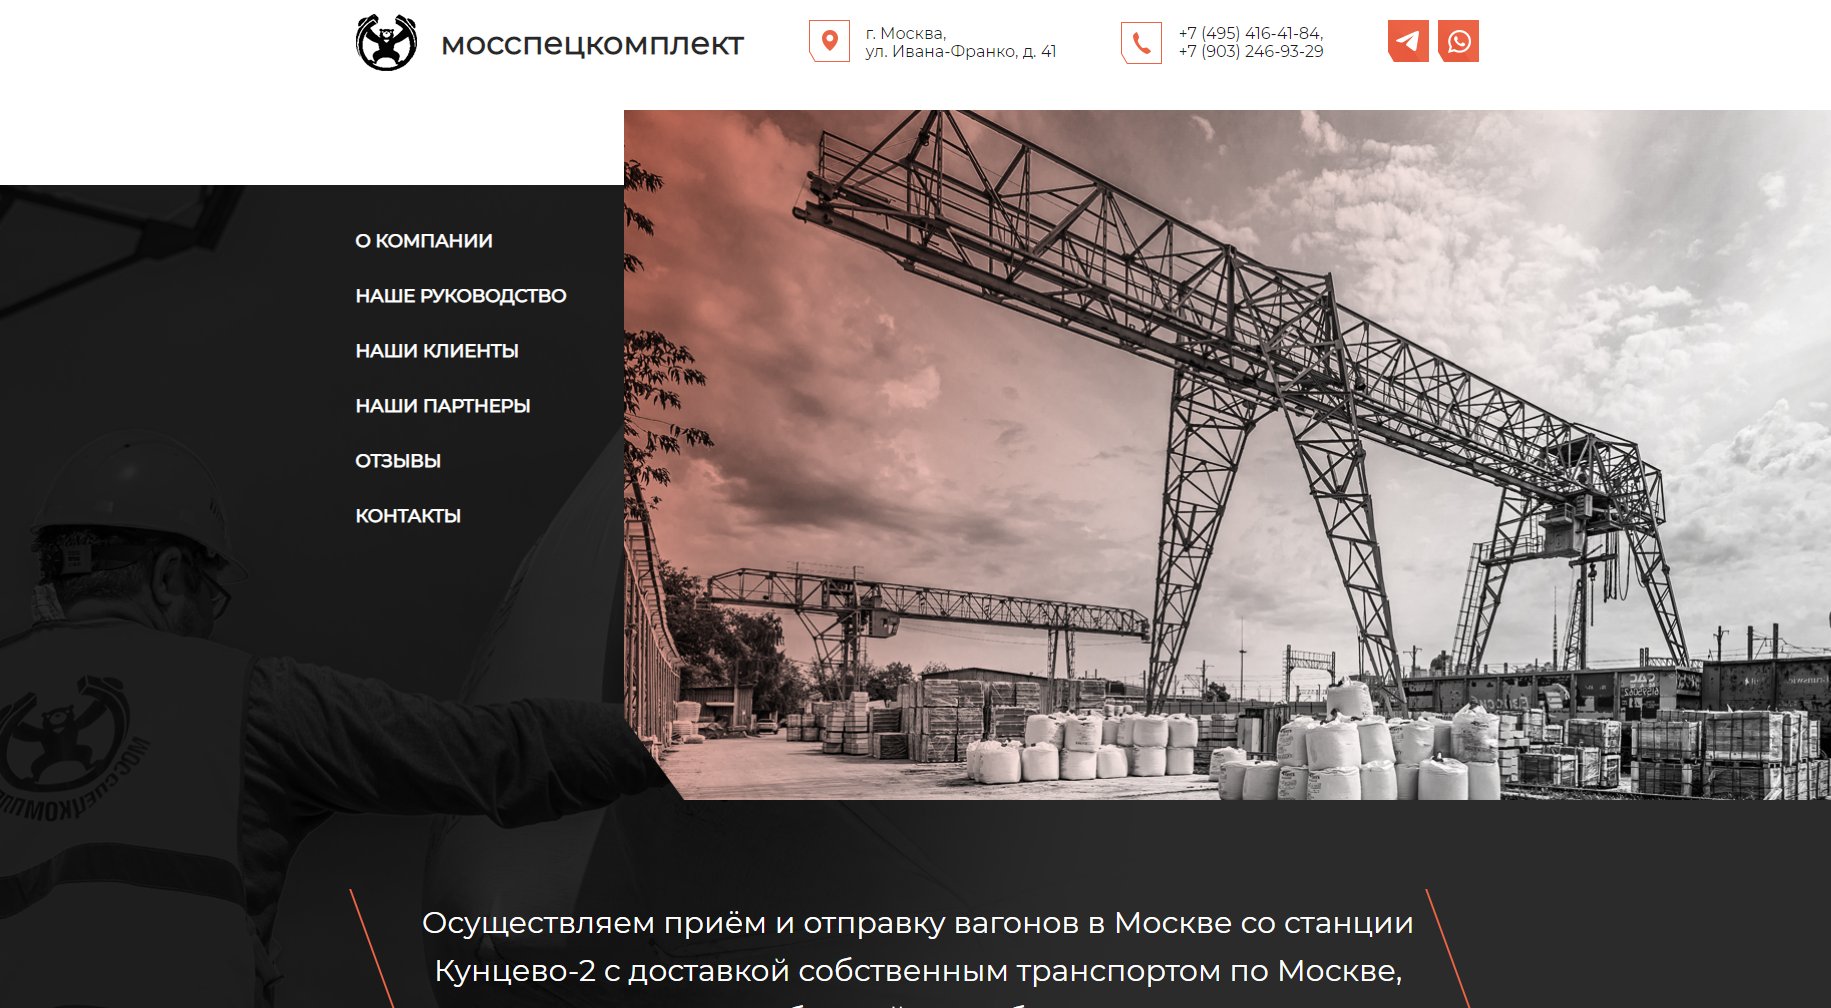 мосспецкомплект
г. Москва,
ул. Ивана-Франко, д. 41
+7 (495) 416-41-84,
+7 (903) 246-93-29
О КОМПАНИИ
НАШЕ РУКОВОДСТВО
НАШИ КЛИЕНТЫ
НАШИ ПАРТНЕРЫ
ОТЗЫВЫ
КОНТАКТЫ
Осуществляем приём и отправку вагонов в Москве со станции
Кунцево-2 с доставкой собственным транспортом по Москве,